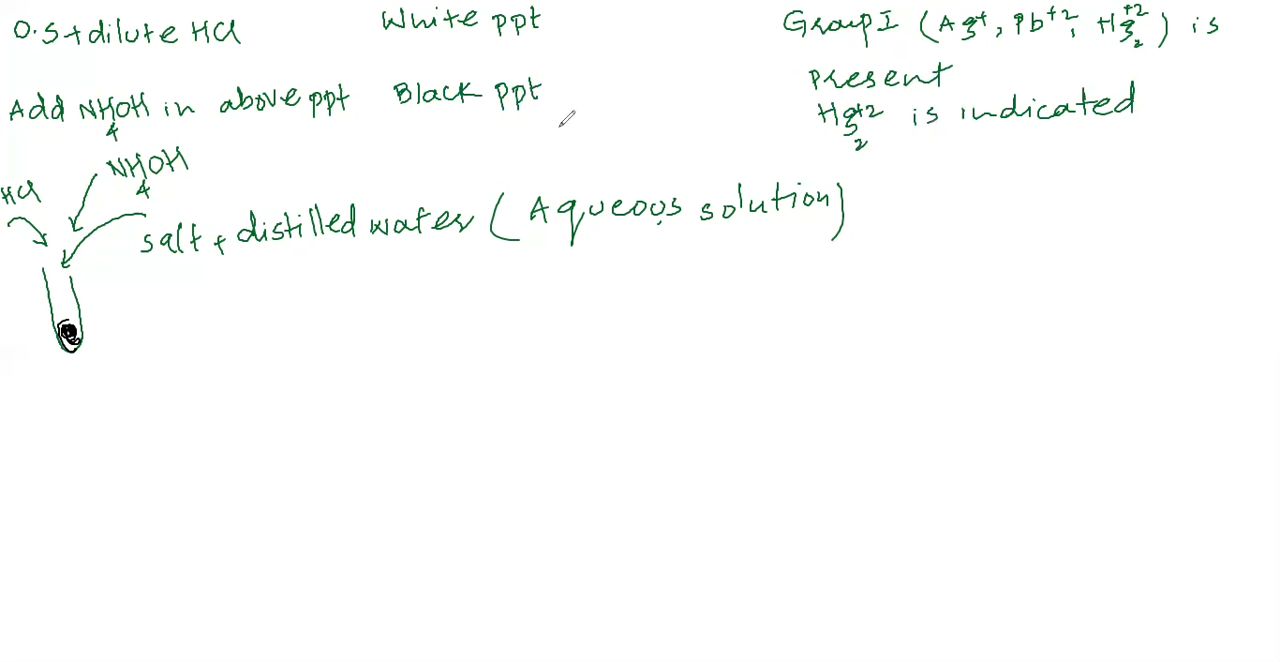 O.S + dilute HCl White ppt Group I (Ag⁺, Pb⁺², Hg₂⁺²) is
present
Add NH₄OH in above ppt Black ppt Hg₂⁺² is indicated
NH₄OH
HCl
salt + distilled water (Aqueous solution)